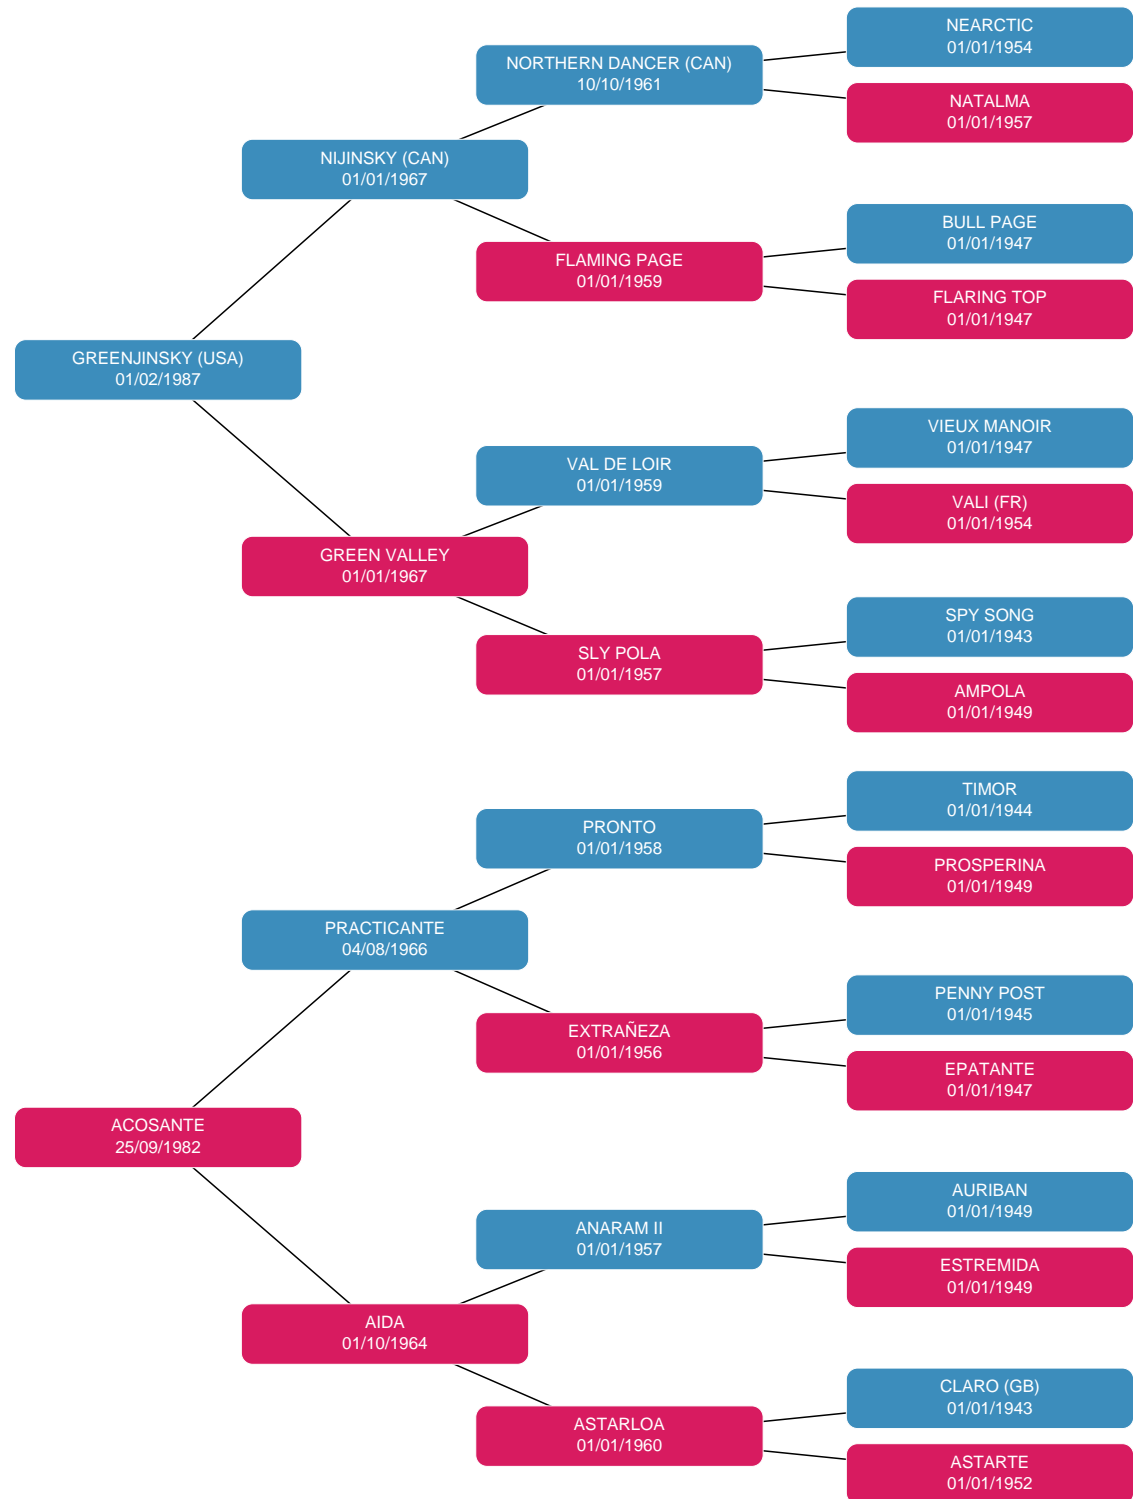 NEARCTIC
01/01/1954
NORTHERN DANCER (CAN)
10/10/1961
NATALMA
01/01/1957
NIJINSKY (CAN)
01/01/1967
BULL PAGE
01/01/1947
FLAMING PAGE
01/01/1959
FLARING TOP
01/01/1947
GREENJINSKY (USA)
01/02/1987
VIEUX MANOIR
01/01/1947
VAL DE LOIR
01/01/1959
VALI (FR)
01/01/1954
GREEN VALLEY
01/01/1967
SPY SONG
01/01/1943
SLY POLA
01/01/1957
AMPOLA
01/01/1949
TIMOR
01/01/1944
PRONTO
01/01/1958
PROSPERINA
01/01/1949
PRACTICANTE
04/08/1966
PENNY POST
01/01/1945
EXTRAÑEZA
01/01/1956
EPATANTE
01/01/1947
ACOSANTE
25/09/1982
AURIBAN
01/01/1949
ANARAM II
01/01/1957
ESTREMIDA
01/01/1949
AIDA
01/10/1964
CLARO (GB)
01/01/1943
ASTARLOA
01/01/1960
ASTARTE
01/01/1952